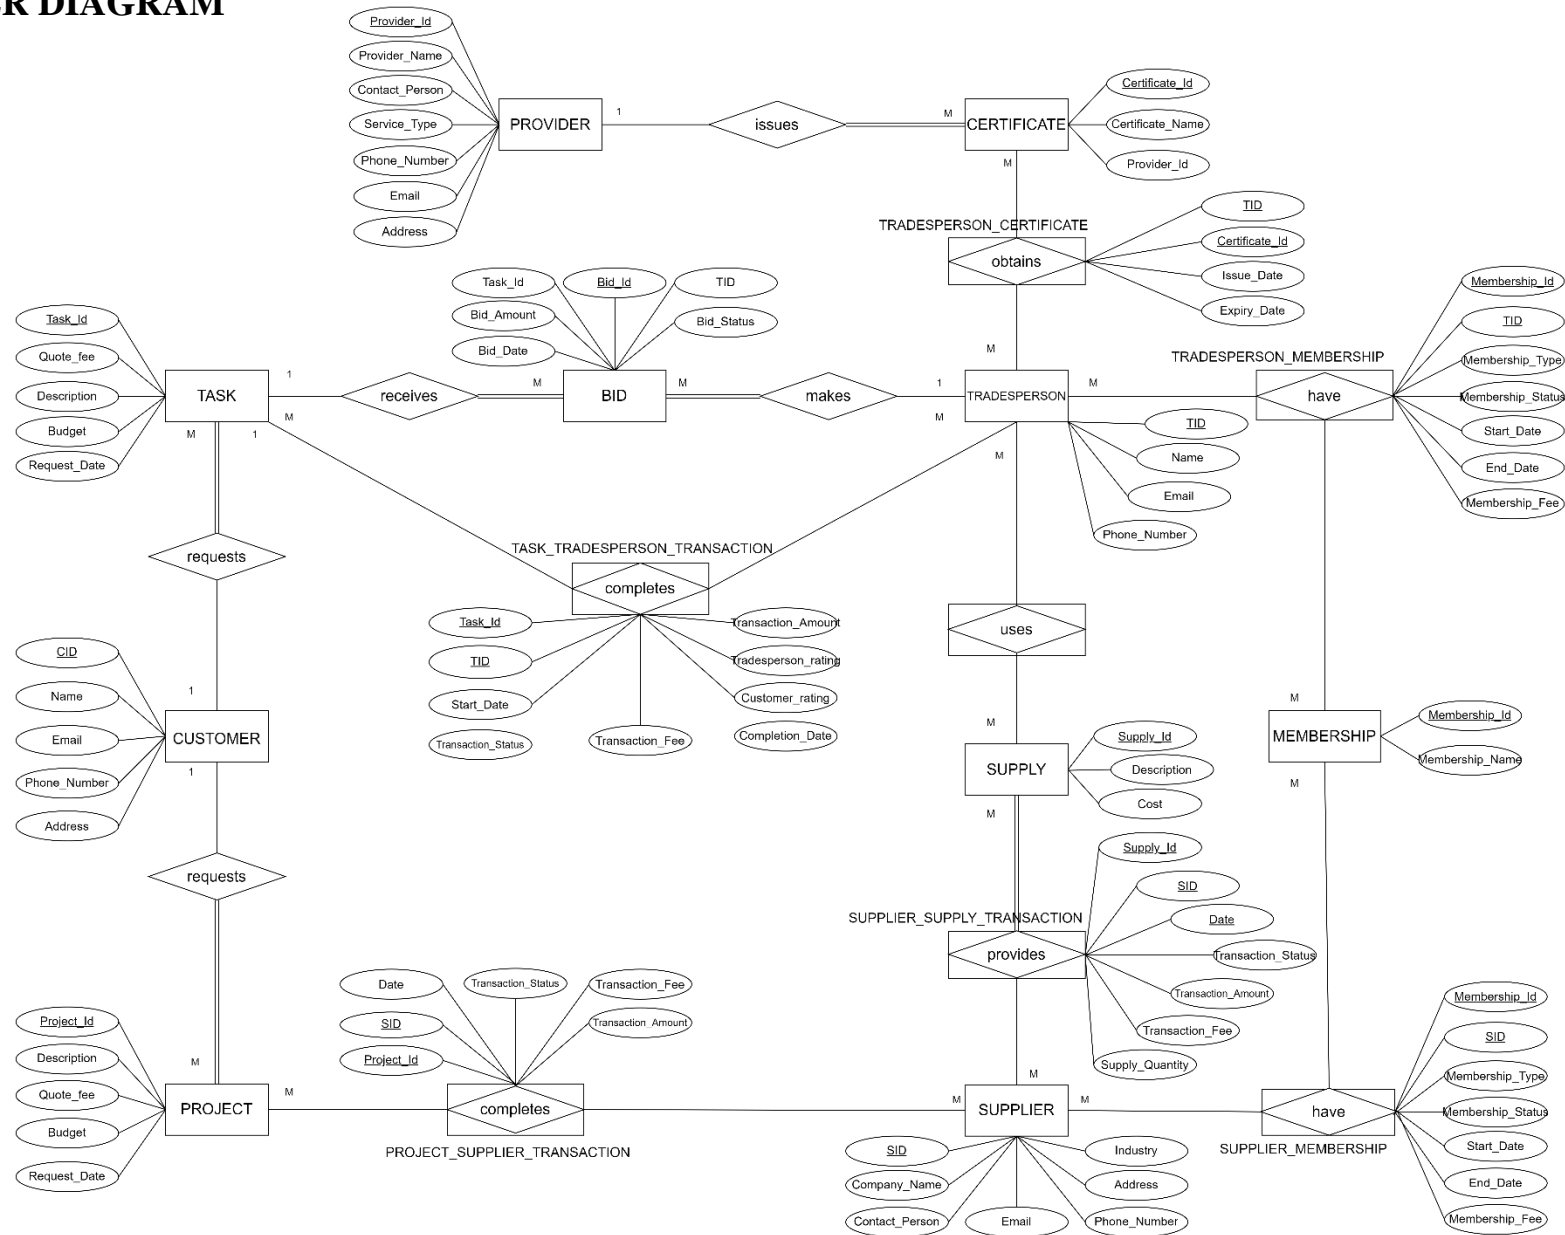 ER DIAGRAM
Provider_Id
Provider_Name
Contact_Person
Service_Type
Phone_Number
Email
Address
PROVIDER
1
issues
M
CERTIFICATE
Certificate_Id
Certificate_Name
Provider_Id
M
TRADESPERSON_CERTIFICATE
obtains
TID
Certificate_Id
Issue_Date
Expiry_Date
M
Task_Id
Quote_fee
Description
Budget
Request_Date
TASK
1
M
M
1
receives
M
Task_Id
Bid_Id
TID
Bid_Amount
Bid_Status
Bid_Date
BID
M
makes
1
M
TRADESPERSON
M
M
TID
Name
Email
Phone_Number
TRADESPERSON_MEMBERSHIP
have
Membership_Id
TID
Membership_Type
Membership_Status
Start_Date
End_Date
Membership_Fee
requests
TASK_TRADESPERSON_TRANSACTION
completes
Task_Id
TID
Start_Date
Transaction_Status
Transaction_Fee
Transaction_Amount
Tradesperson_rating
Customer_rating
Completion_Date
uses
M
CID
Name
Email
Phone_Number
Address
1
CUSTOMER
1
SUPPLY
Supply_Id
Description
Cost
M
M
MEMBERSHIP
M
Membership_Id
Membership_Name
requests
SUPPLIER_SUPPLY_TRANSACTION
provides
Supply_Id
SID
Date
Transaction_Status
Transaction_Amount
Transaction_Fee
Supply_Quantity
M
Project_Id
Description
Quote_fee
Budget
Request_Date
M
PROJECT
M
Date
Transaction_Status
Transaction_Fee
SID
Transaction_Amount
Project_Id
completes
PROJECT_SUPPLIER_TRANSACTION
M
SUPPLIER
M
SID
Industry
Company_Name
Address
Contact_Person
Email
Phone_Number
have
SUPPLIER_MEMBERSHIP
Membership_Id
SID
Membership_Type
Membership_Status
Start_Date
End_Date
Membership_Fee